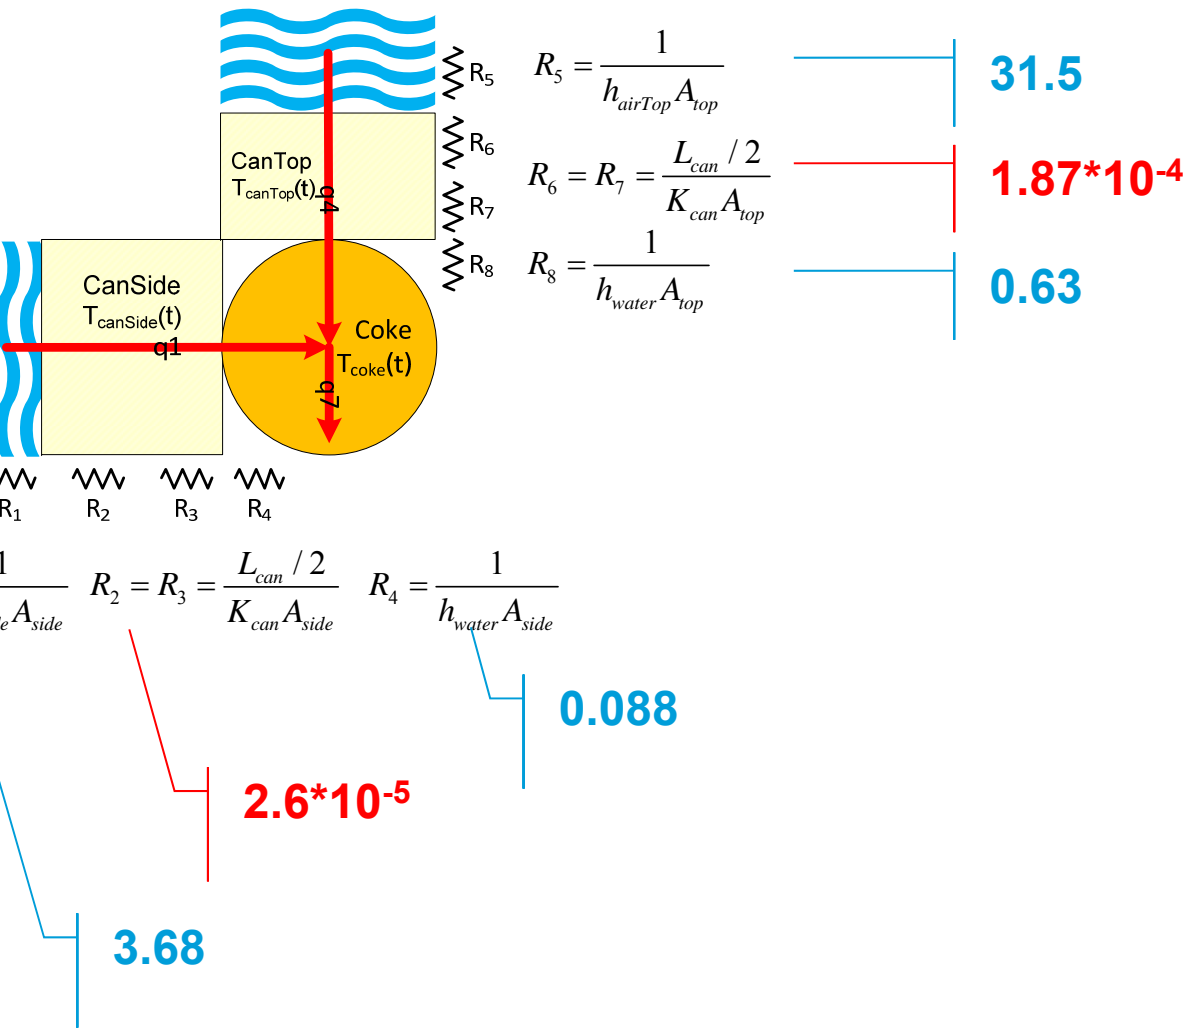 R5
R5 = 1 / (hairTop Atop)
31.5
CanTop
TcanTop(t)
q4
R6
R7
R6 = R7 = (Lcan / 2) / (Kcan Atop)
1.87*10-4
R8
R8 = 1 / (hwater Atop)
0.63
CanSide
TcanSide(t)
q1
Coke
Tcoke(t)
q7
R1
R2
R3
R4
1 / (e Aside)
R2 = R3 = (Lcan / 2) / (Kcan Aside)
R4 = 1 / (hwater Aside)
0.088
2.6*10-5
3.68